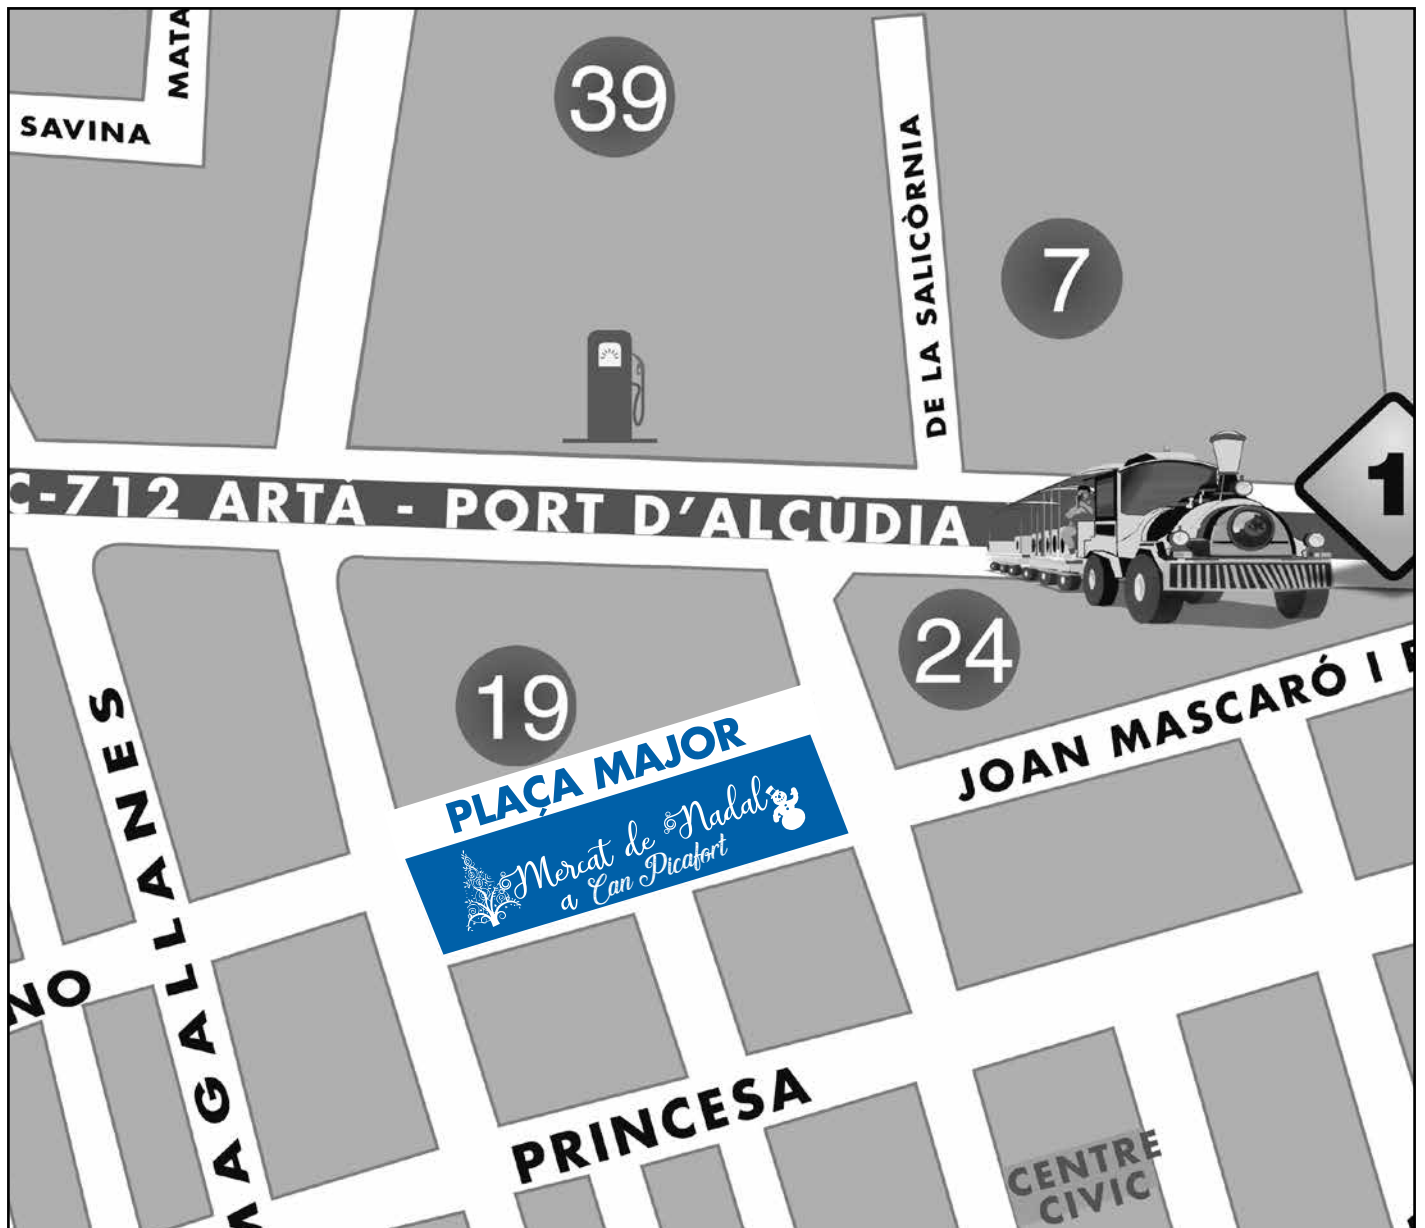 MATA
SAVINA
39
DE LA SALICÒRNIA
7
1
C-712 ARTÀ - PORT D'ALCÚDIA
24
19
JOAN MASCARÓ I
PLAÇA MAJOR
Mercat de Nadal
a Can Picafort
MAGALLANES
NO
PRINCESA
CENTRE
CIVIC